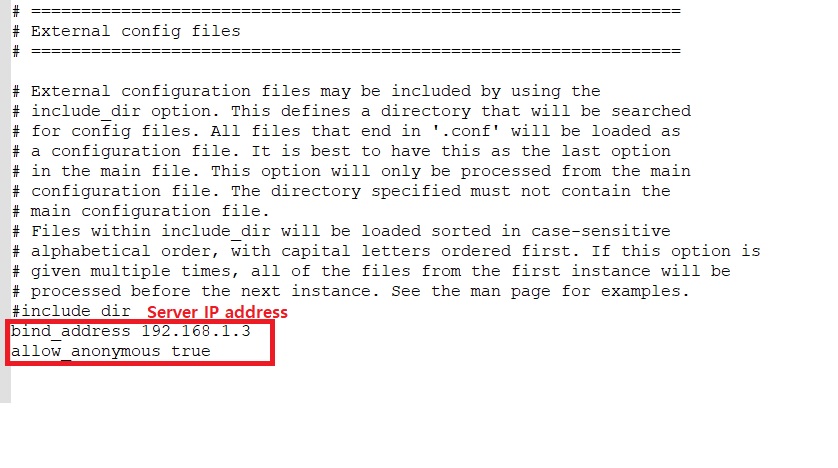 # =================================================================
# External config files
# =================================================================
# External configuration files may be included by using the
# include_dir option. This defines a directory that will be searched
# for config files. All files that end in '.conf' will be loaded as
# a configuration file. It is best to have this as the last option
# in the main file. This option will only be processed from the main
# configuration file. The directory specified must not contain the
# main configuration file.
# Files within include_dir will be loaded sorted in case-sensitive
# alphabetical order, with capital letters ordered first. If this option is
# given multiple times, all of the files from the first instance will be
# processed before the next instance. See the man page for examples.
#include_dir Server IP address
bind_address 192.168.1.3
allow_anonymous true